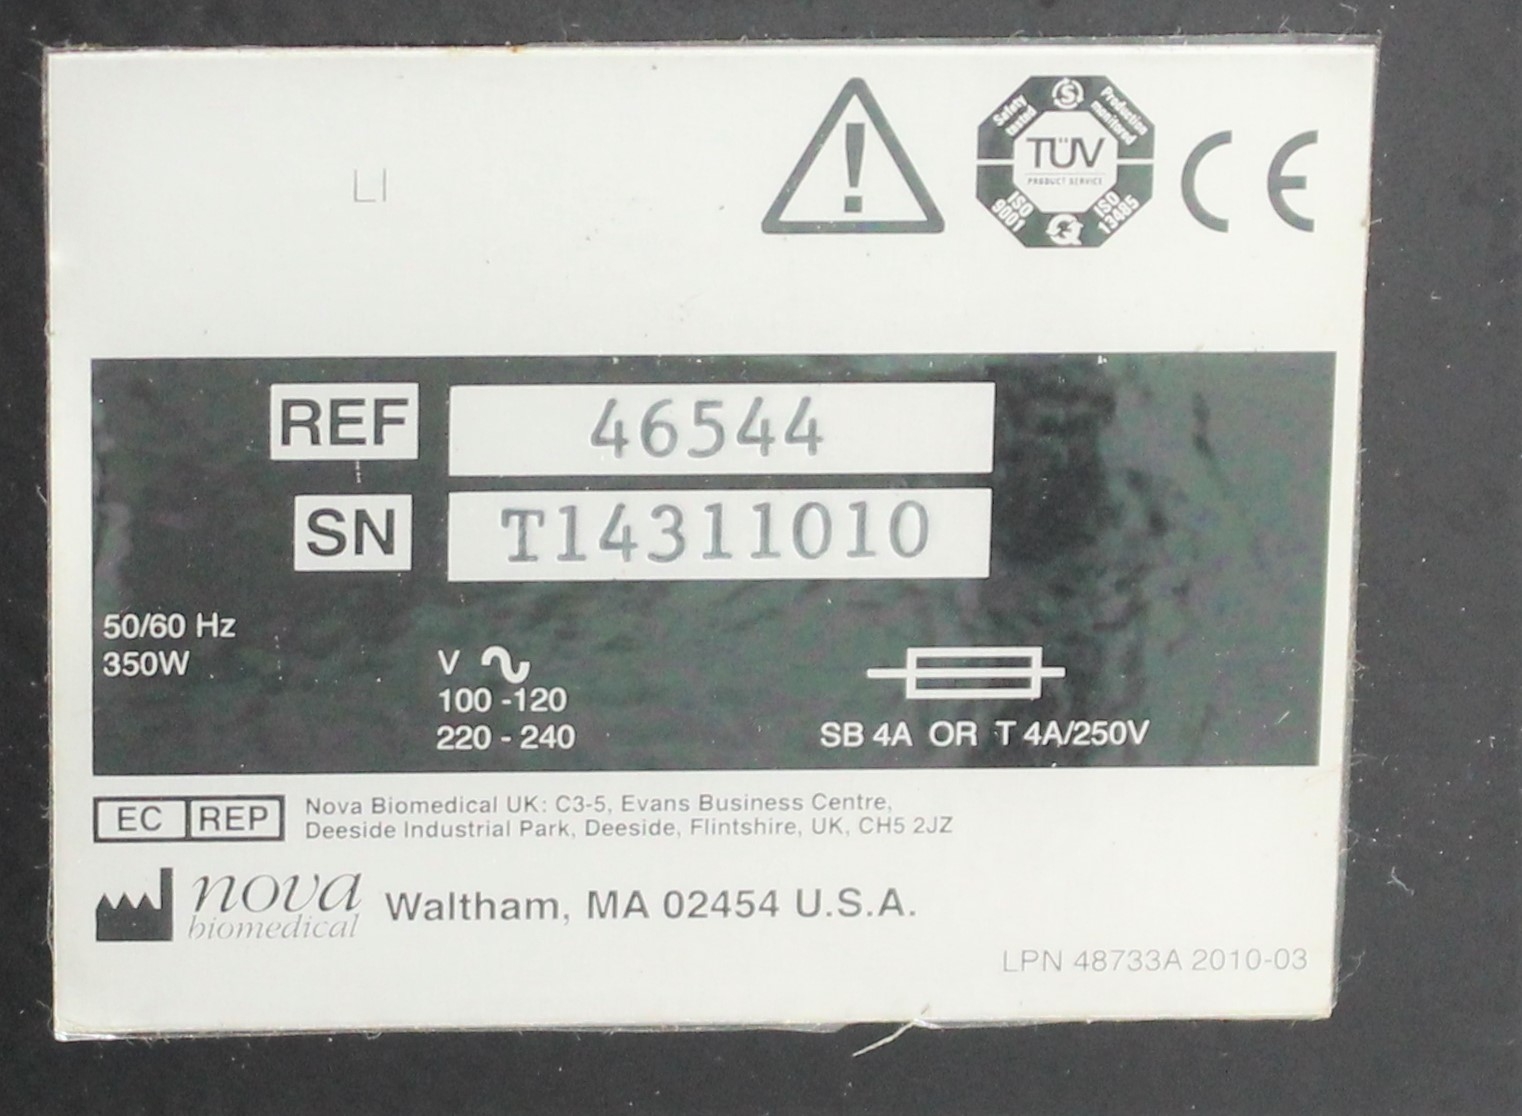 LI
Safety tested
Production monitored
TÜV
PRODUCT SERVICE
ISO 9001
ISO 13485
CE
REF 46544
SN T14311010
50/60 Hz
350W
V
100 -120
220 - 240
SB 4A OR T 4A/250V
EC REP
Nova Biomedical UK: C3-5, Evans Business Centre,
Deeside Industrial Park, Deeside, Flintshire, UK, CH5 2JZ
nova
biomedical
Waltham, MA 02454 U.S.A.
LPN 48733A 2010-03